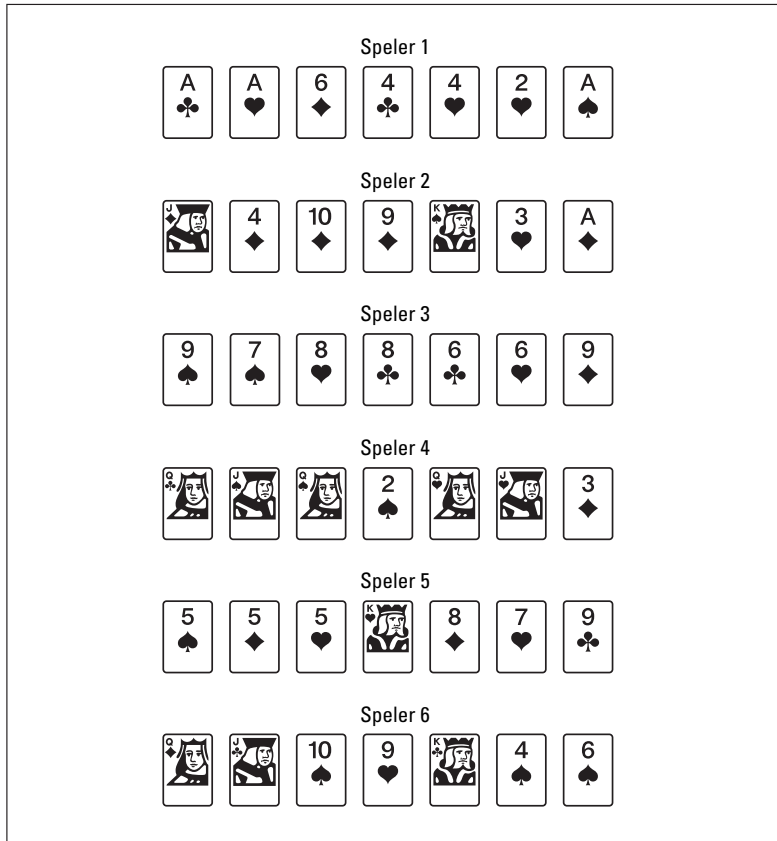 Speler 1
A A 6 4 4 2 A
Speler 2
J 4 10 9 K 3 A
Speler 3
9 7 8 8 6 6 9
Speler 4
Q J Q 2 Q J 3
Speler 5
5 5 5 K 8 7 9
Speler 6
Q J 10 9 K 4 6